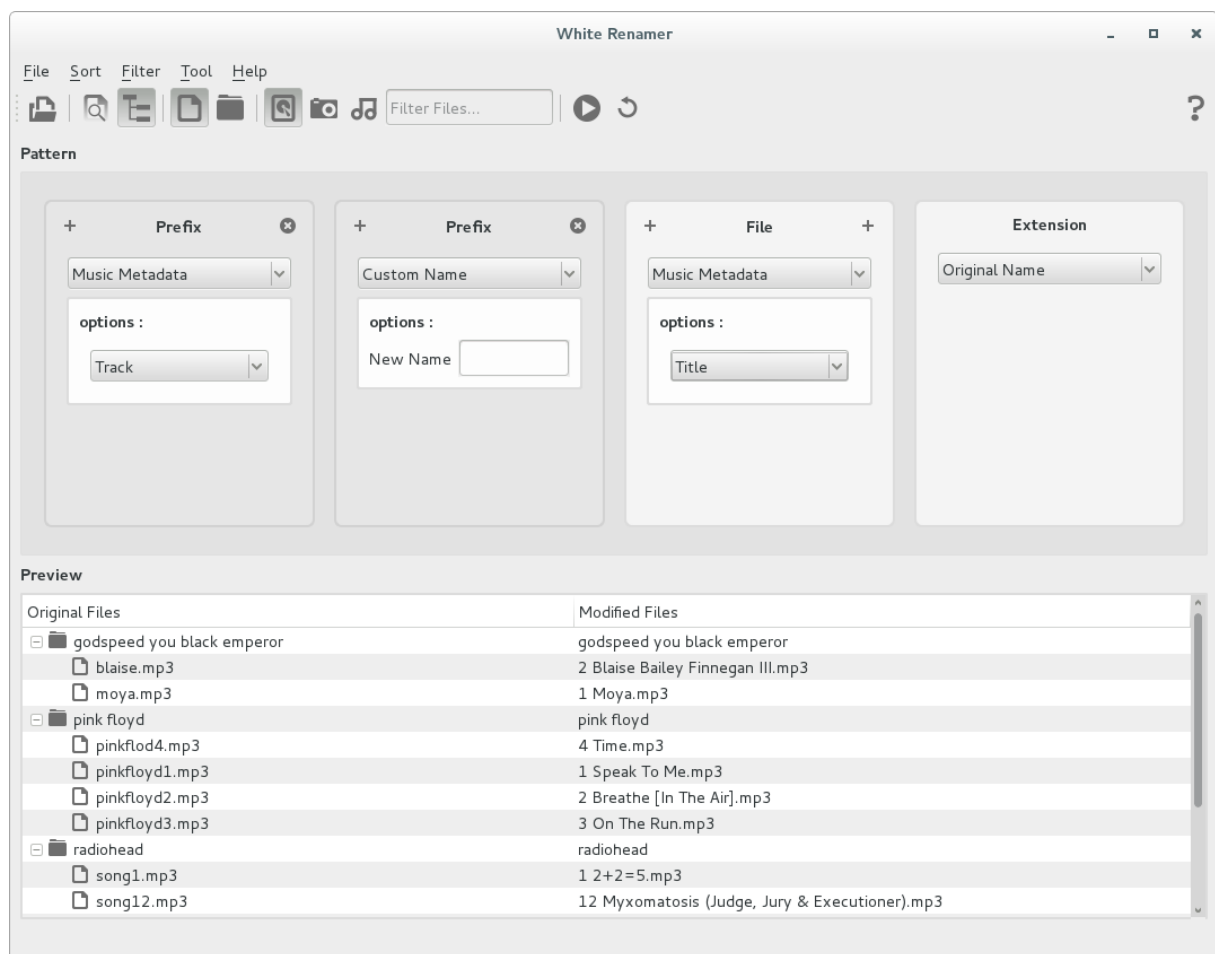 White Renamer
File Sort Filter Tool Help
Filter Files...
?
Pattern
+ Prefix
+ Prefix
+ File +
Extension
Music Metadata
Custom Name
Music Metadata
Original Name
options :
options :
options :
Track
New Name
Title
Preview
Original Files Modified Files
godspeed you black emperor godspeed you black emperor
blaise.mp3 2 Blaise Bailey Finnegan III.mp3
moya.mp3 1 Moya.mp3
pink floyd pink floyd
pinkflod4.mp3 4 Time.mp3
pinkfloyd1.mp3 1 Speak To Me.mp3
pinkfloyd2.mp3 2 Breathe [In The Air].mp3
pinkfloyd3.mp3 3 On The Run.mp3
radiohead radiohead
song1.mp3 1 2+2=5.mp3
song12.mp3 12 Myxomatosis (Judge, Jury & Executioner).mp3